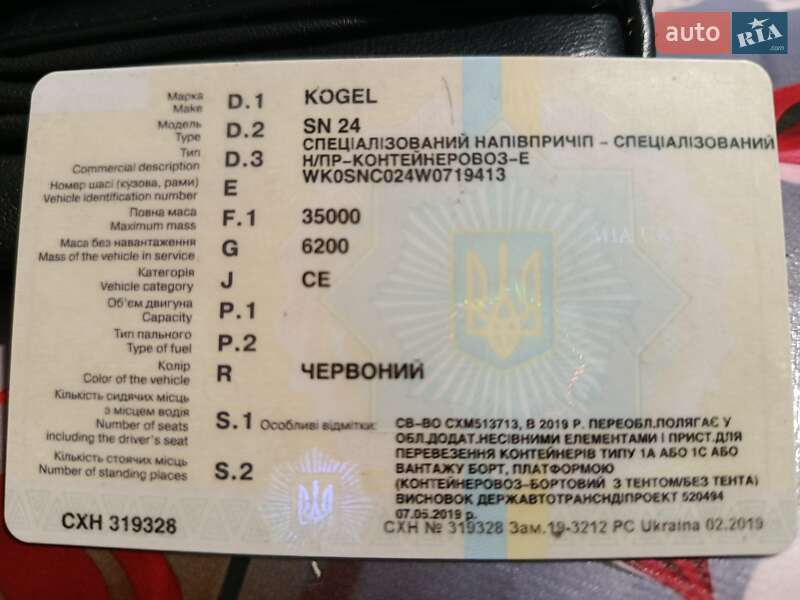 auto RIA .com
Марка
Make
D.1 KOGEL
Модель
Type
D.2 SN 24
Тип
Commercial description
D.3 СПЕЦІАЛІЗОВАНИЙ НАПІВПРИЧІП - СПЕЦІАЛІЗОВАНИЙ
Н/ПР-КОНТЕЙНЕРОВОЗ-Е
Номер шасі (кузова, рами)
Vehicle identification number
E WK0SNC024W0719413
Повна маса
Maximum mass
F.1 35000
Маса без навантаження
Mass of the vehicle in service
G 6200
Категорія
Vehicle category
J CE
Об'єм двигуна
Capacity
P.1
Тип пального
Type of fuel
P.2
Колір
Color of the vehicle
R ЧЕРВОНИЙ
Кількість сидячих місць
з місцем водія
Number of seats
including the driver's seat
S.1
Кількість стоячих місць
Number of standing places
S.2
Особливі відмітки:
СВ-ВО СХМ513713, В 2019 Р. ПЕРЕОБЛ.ПОЛЯГАЄ У
ОБЛ.ДОДАТ.НЕСІВНИМИ ЕЛЕМЕНТАМИ І ПРИСТ.ДЛЯ
ПЕРЕВЕЗЕННЯ КОНТЕЙНЕРІВ ТИПУ 1А АБО 1С АБО
ВАНТАЖУ БОРТ, ПЛАТФОРМОЮ
(КОНТЕЙНЕРОВОЗ-БОРТОВИЙ З ТЕНТОМ/БЕЗ ТЕНТА)
ВИСНОВОК ДЕРЖАВТОТРАНСНДІПРОЕКТ 520494
07.05.2019 р.
СХН 319328
СХН № 319328 Зам.19-3212 PC Ukraina 02.2019